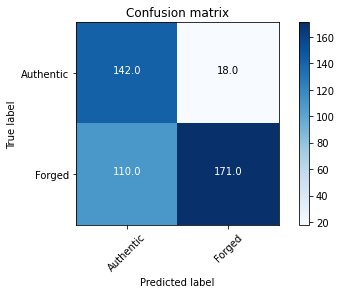 Confusion matrix
True label
Authentic
142.0
18.0
Forged
110.0
171.0
Authentic
Forged
Predicted label
160
140
120
100
80
60
40
20